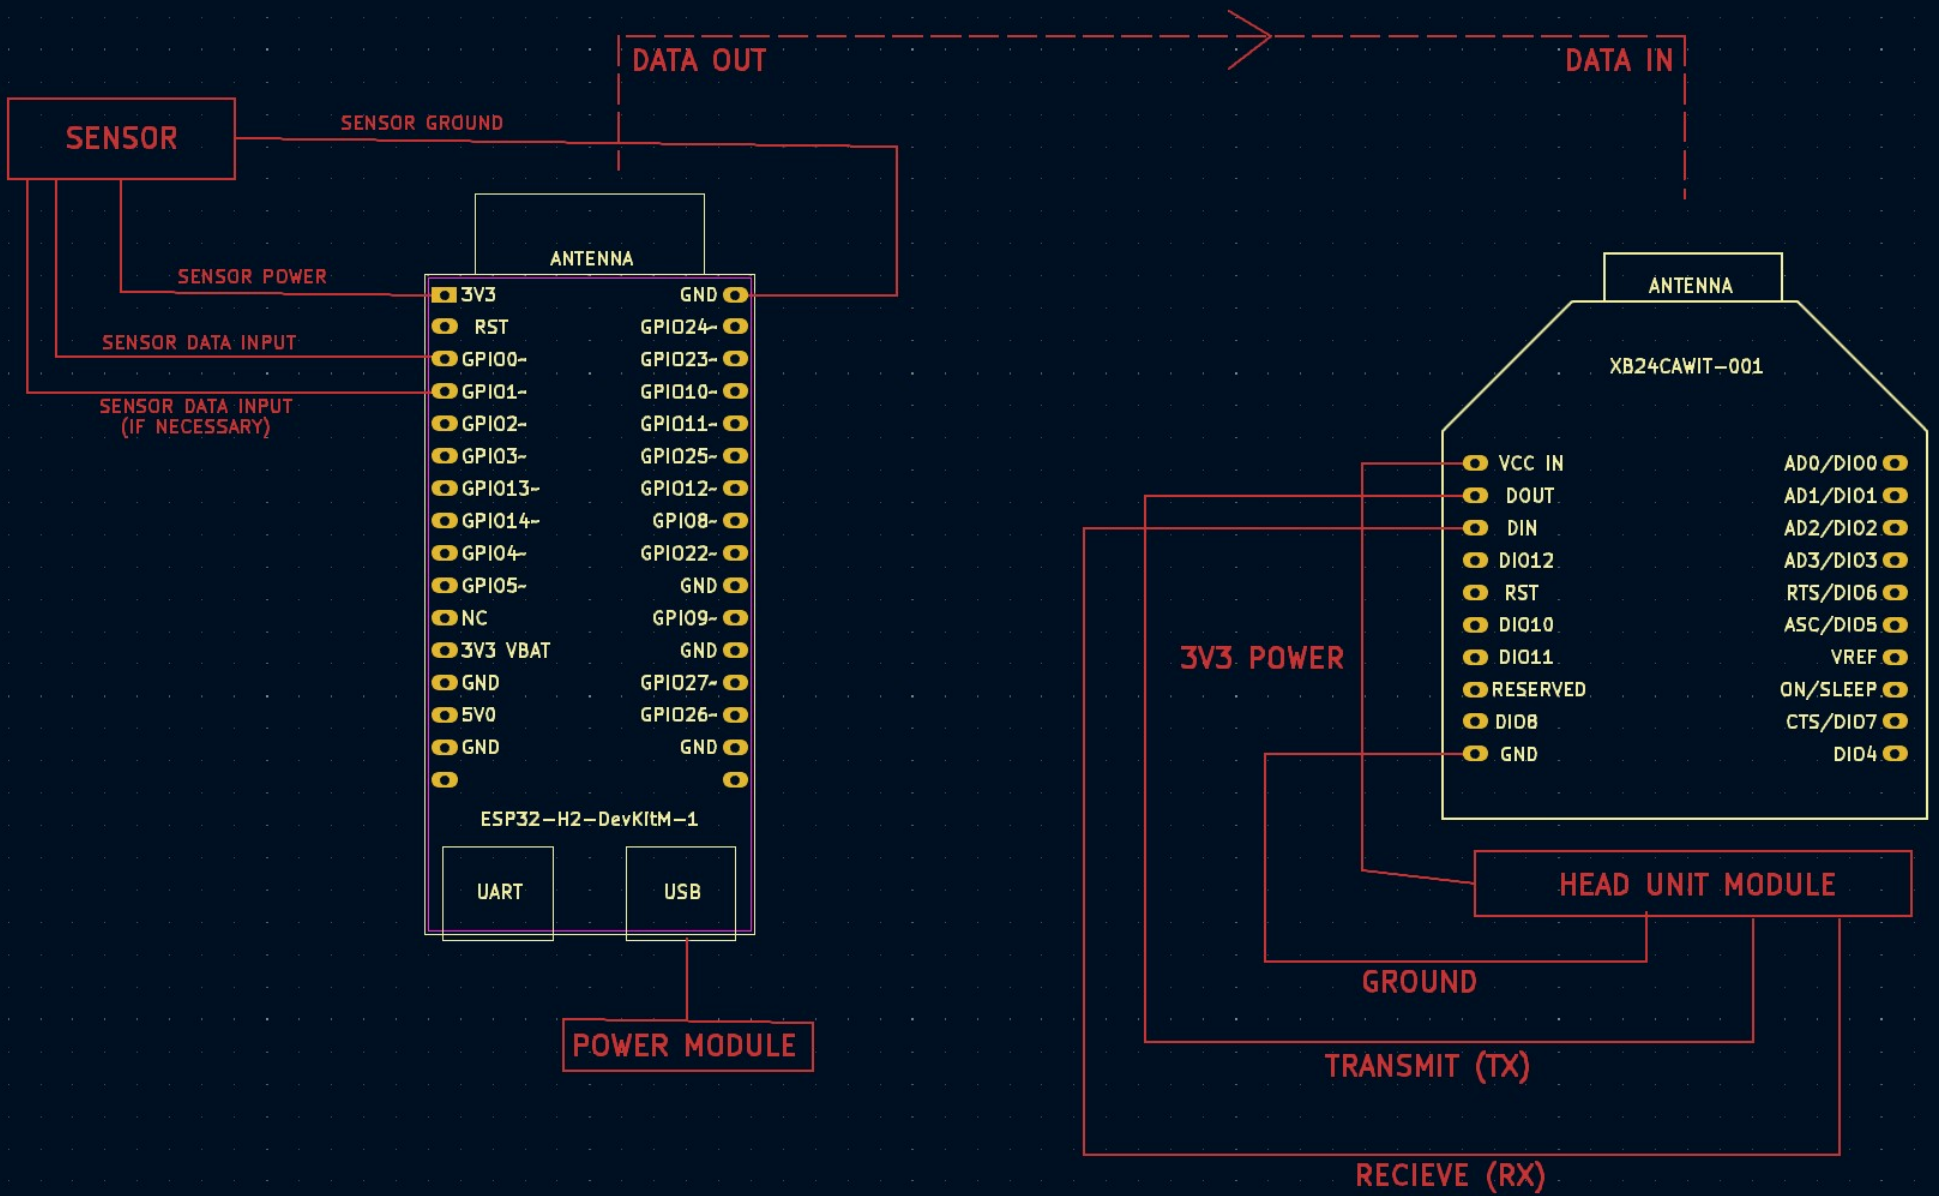 DATA OUT
DATA IN
SENSOR
SENSOR GROUND
SENSOR POWER
SENSOR DATA INPUT
SENSOR DATA INPUT
(IF NECESSARY)
ANTENNA
3V3
RST
GPIO0~
GPIO1~
GPIO2~
GPIO3~
GPIO13~
GPIO14~
GPIO4~
GPIO5~
NC
3V3 VBAT
GND
5V0
GND
GND
GPIO24~
GPIO23~
GPIO10~
GPIO11~
GPIO25~
GPIO12~
GPIO8~
GPIO22~
GND
GPIO9~
GND
GPIO27~
GPIO26~
GND
ESP32-H2-DevKitM-1
UART
USB
POWER MODULE
ANTENNA
XB24CAWIT-001
VCC IN
DOUT
DIN
DIO12
RST
DIO10
DIO11
RESERVED
DIO8
GND
AD0/DIO0
AD1/DIO1
AD2/DIO2
AD3/DIO3
RTS/DIO6
ASC/DIO5
VREF
ON/SLEEP
CTS/DIO7
DIO4
3V3 POWER
HEAD UNIT MODULE
GROUND
TRANSMIT (TX)
RECIEVE (RX)